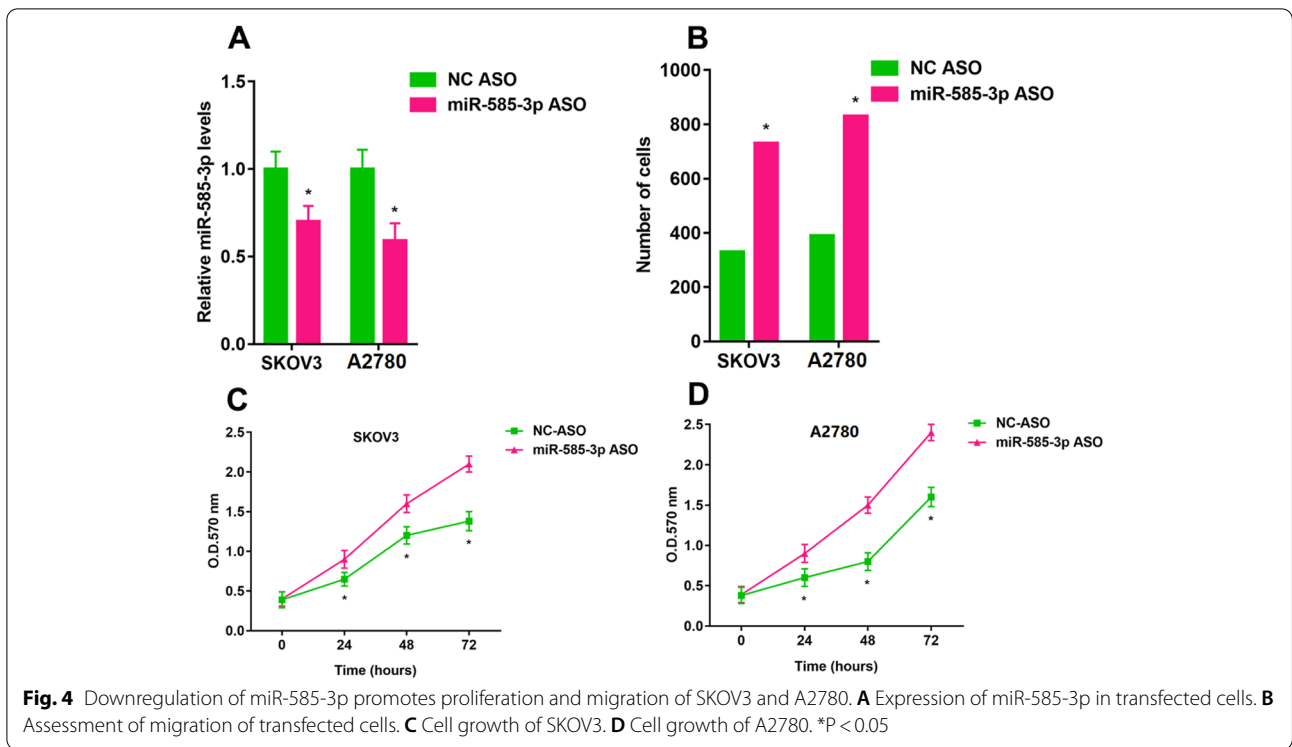 A
NC ASO
miR-585-3p ASO
Relative miR-585-3p levels
1.5
1.0
0.5
0.0
*
*
SKOV3
A2780
B
NC ASO
miR-585-3p ASO
Number of cells
1000
800
600
400
200
0
*
*
SKOV3
A2780
C
SKOV3
NC-ASO
miR-585-3p ASO
O.D.570 nm
2.5
2.0
1.5
1.0
0.5
0.0
*
*
*
0 24 48 72
Time (hours)
D
A2780
NC-ASO
miR-585-3p ASO
O.D.570 nm
2.5
2.0
1.5
1.0
0.5
0.0
*
*
*
0 24 48 72
Time (hours)
Fig. 4 Downregulation of miR-585-3p promotes proliferation and migration of SKOV3 and A2780. A Expression of miR-585-3p in transfected cells. B
Assessment of migration of transfected cells. C Cell growth of SKOV3. D Cell growth of A2780. *P < 0.05